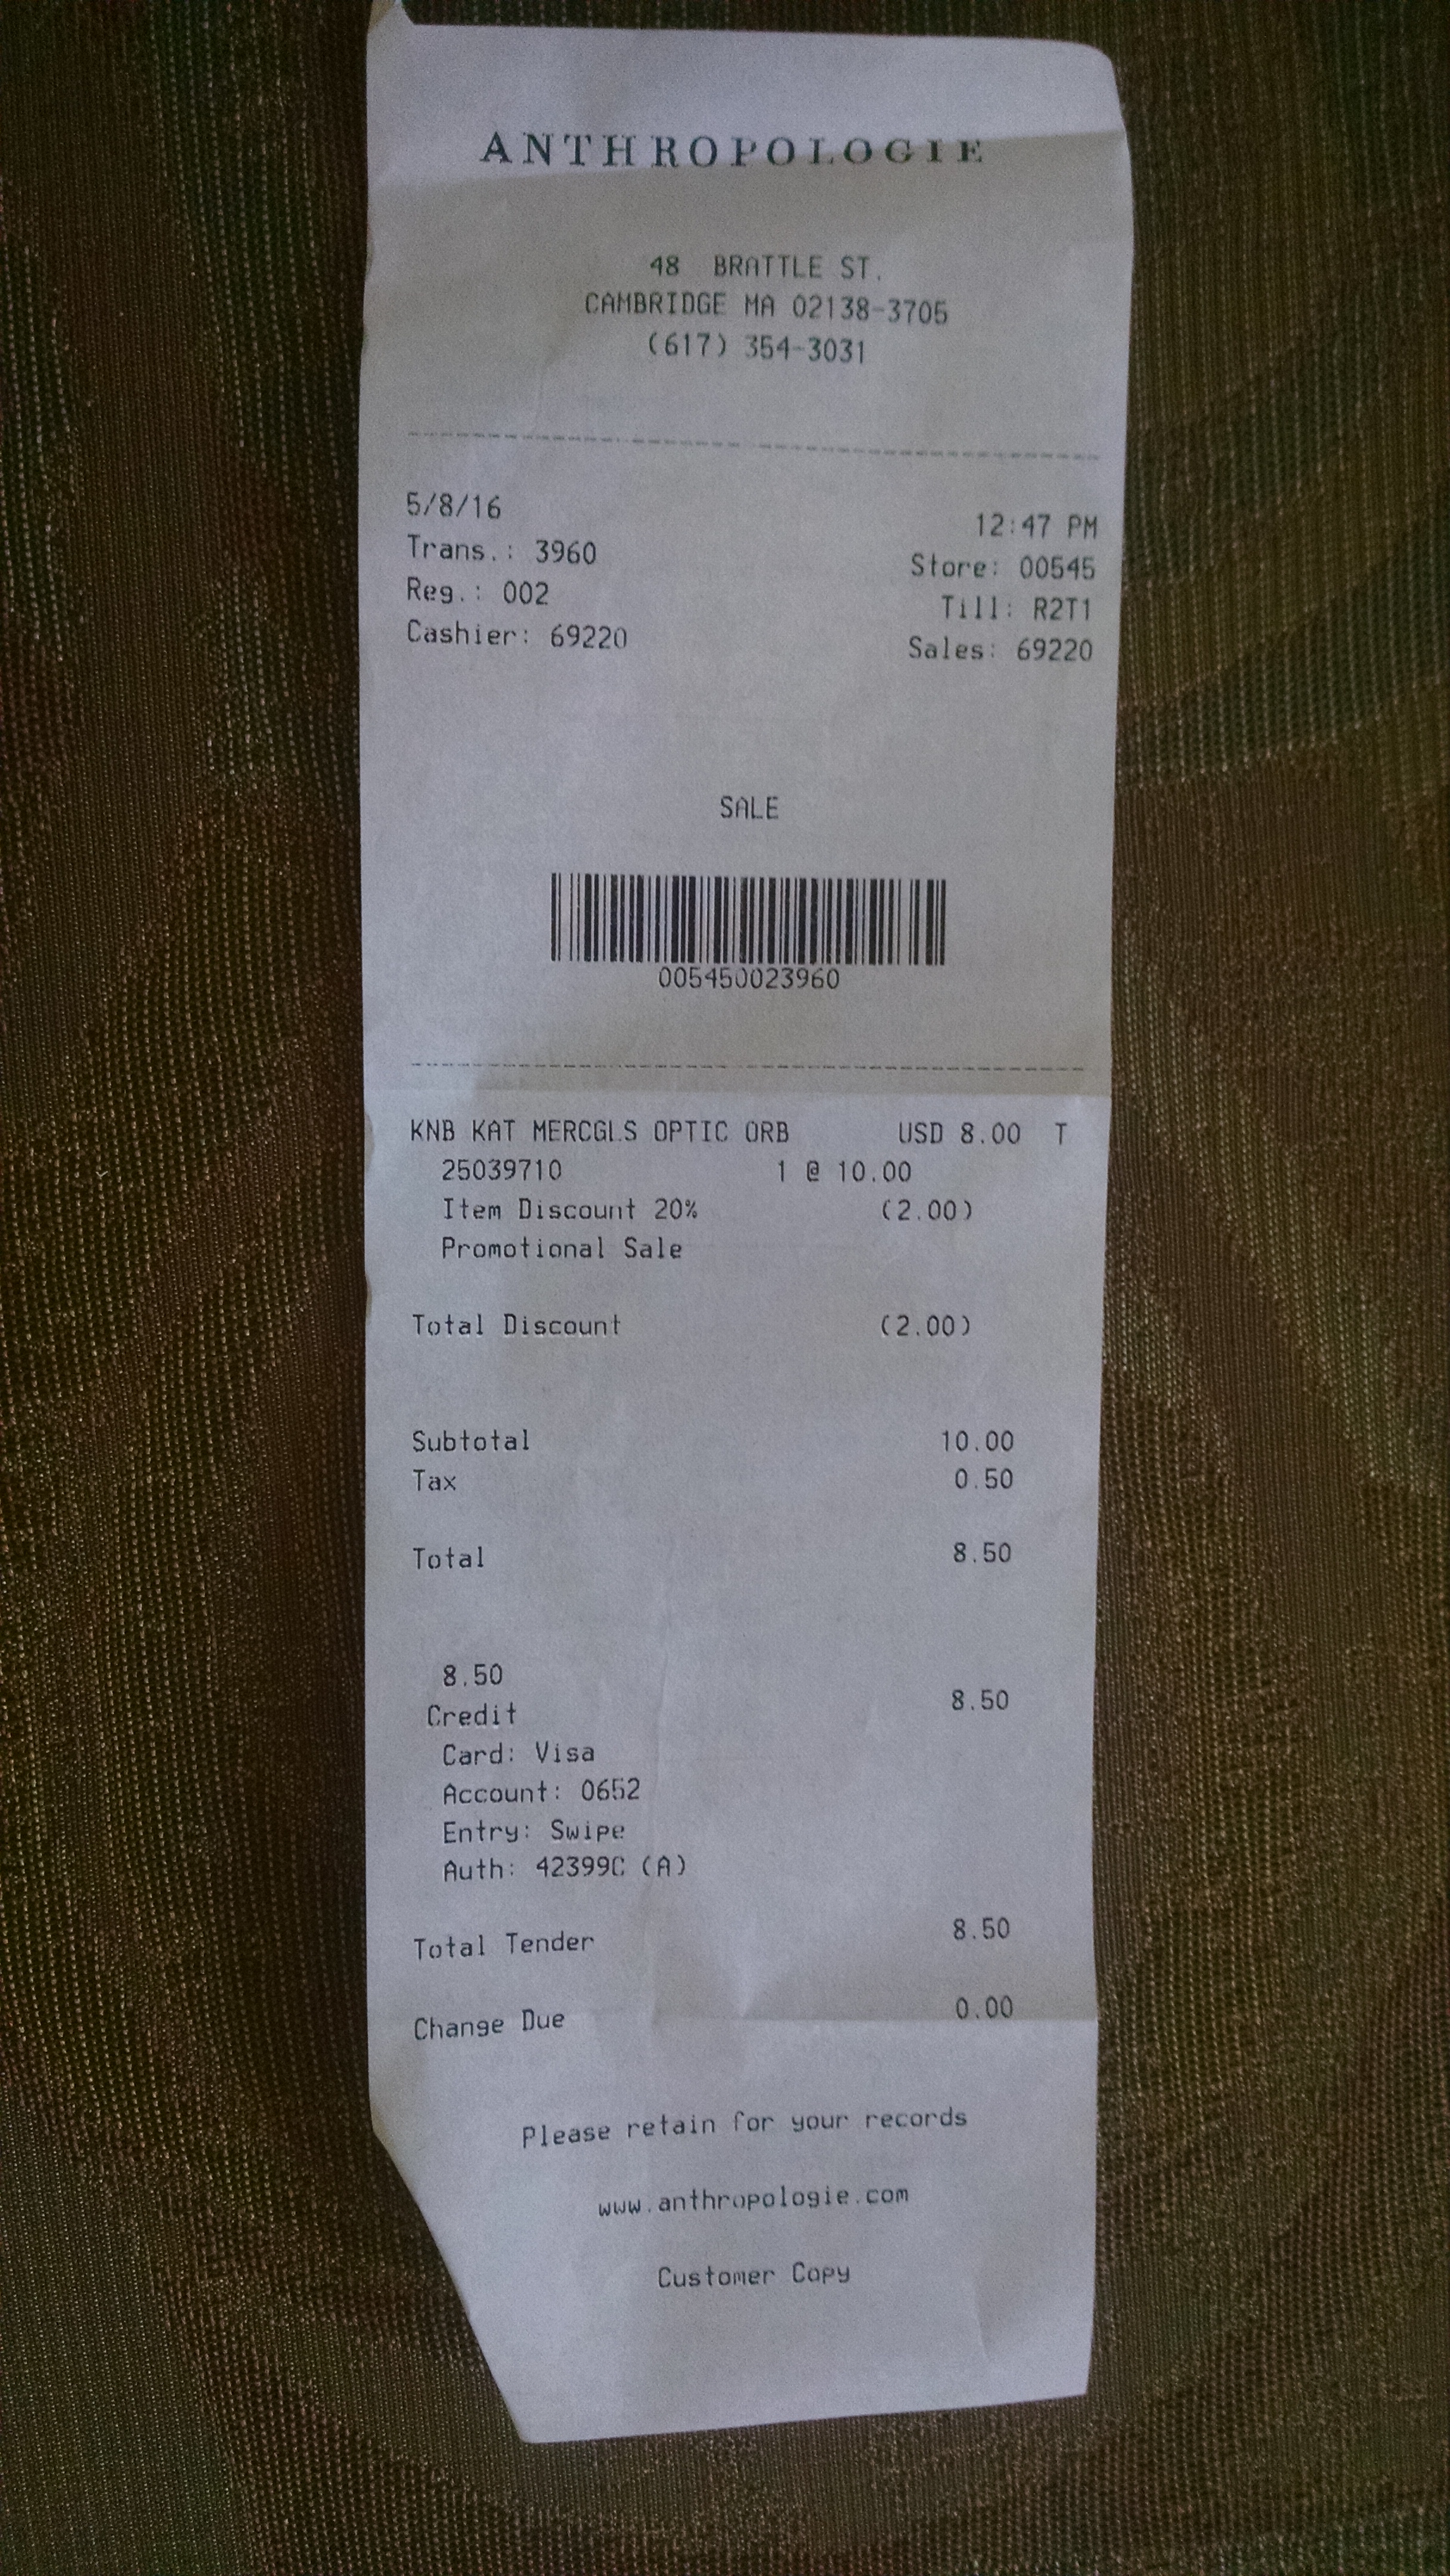 ANTHROPOLOGIE
48 BRATTLE ST.
CAMBRIDGE MA 02138-3705
(617) 354-3031
5/8/16 12:47 PM
Trans.: 3960 Store: 00545
Reg.: 002 Till: R2T1
Cashier: 69220 Sales: 69220
SALE
005450023960
KNB KAT MERCGLS OPTIC ORB USD 8.00 T
25039710 1 @ 10.00
Item Discount 20% (2.00)
Promotional Sale
Total Discount (2.00)
Subtotal 10.00
Tax 0.50
Total 8.50
8.50
Credit 8.50
Card: Visa
Account: 0652
Entry: Swipe
Auth: 42399C (A)
Total Tender 8.50
Change Due 0.00
Please retain for your records
www.anthropologie.com
Customer Copy